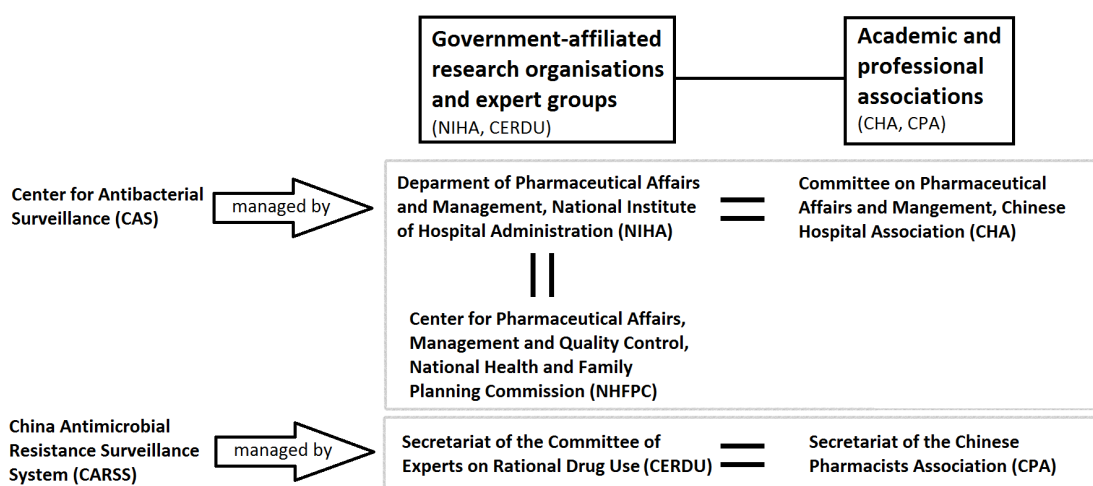 Government-affiliated
research organisations
and expert groups
(NIHA, CERDU)
Academic and
professional
associations
(CHA, CPA)
Center for Antibacterial
Surveillance (CAS)
managed by
Deparment of Pharmaceutical Affairs
and Management, National Institute
of Hospital Administration (NIHA)
Committee on Pharmaceutical
Affairs and Mangement, Chinese
Hospital Association (CHA)
Center for Pharmaceutical Affairs,
Management and Quality Control,
National Health and Family
Planning Commission (NHFPC)
China Antimicrobial
Resistance Surveillance
System (CARSS)
managed by
Secretariat of the Committee of
Experts on Rational Drug Use (CERDU)
Secretariat of the Chinese
Pharmacists Association (CPA)